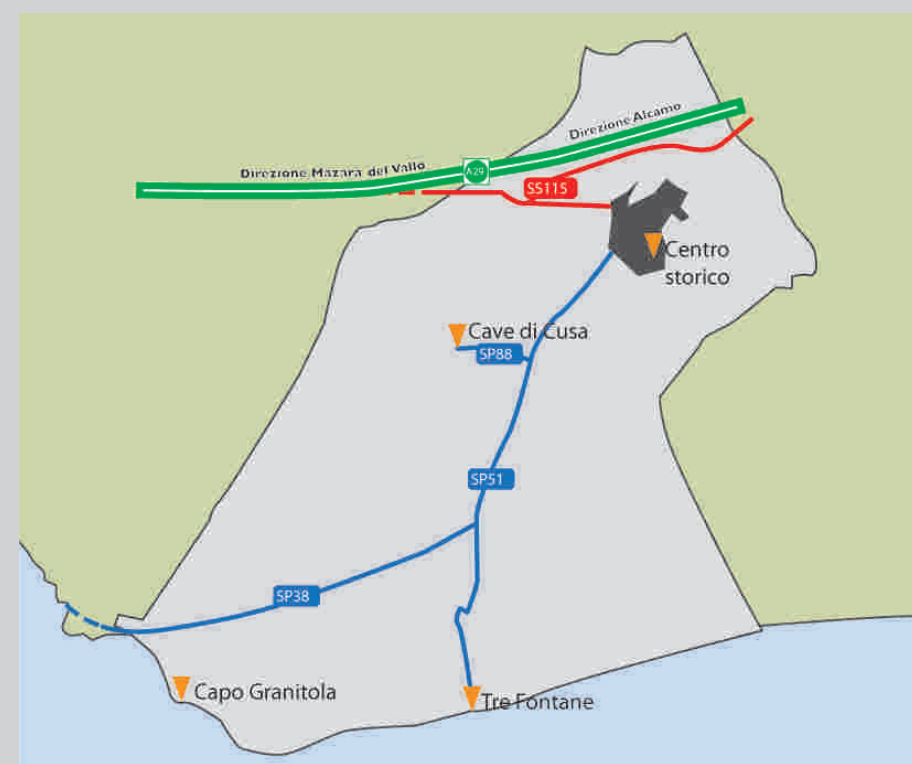 Direzione Alcamo
Direzione Mazara del Vallo
A29
SS115
Centro
storico
Cave di Cusa
SP88
SP51
SP38
Capo Granitola
Tre Fontane